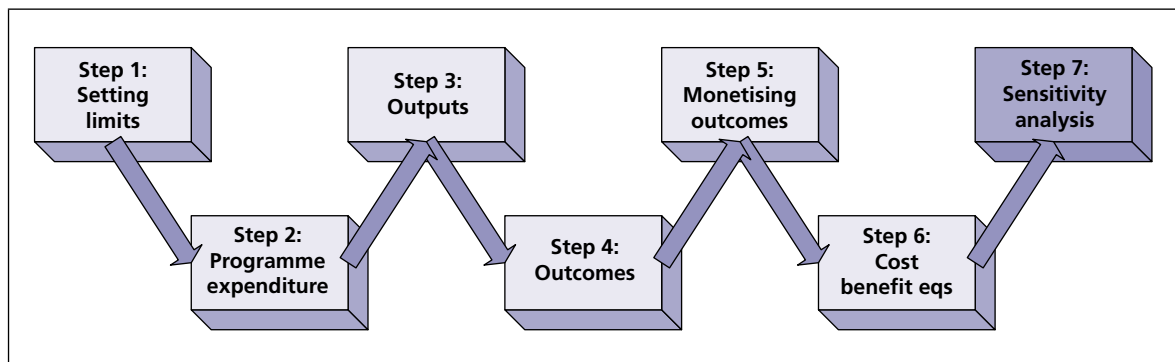 Step 1:
Setting
limits
Step 2:
Programme
expenditure
Step 3:
Outputs
Step 4:
Outcomes
Step 5:
Monetising
outcomes
Step 6:
Cost
benefit eqs
Step 7:
Sensitivity
analysis